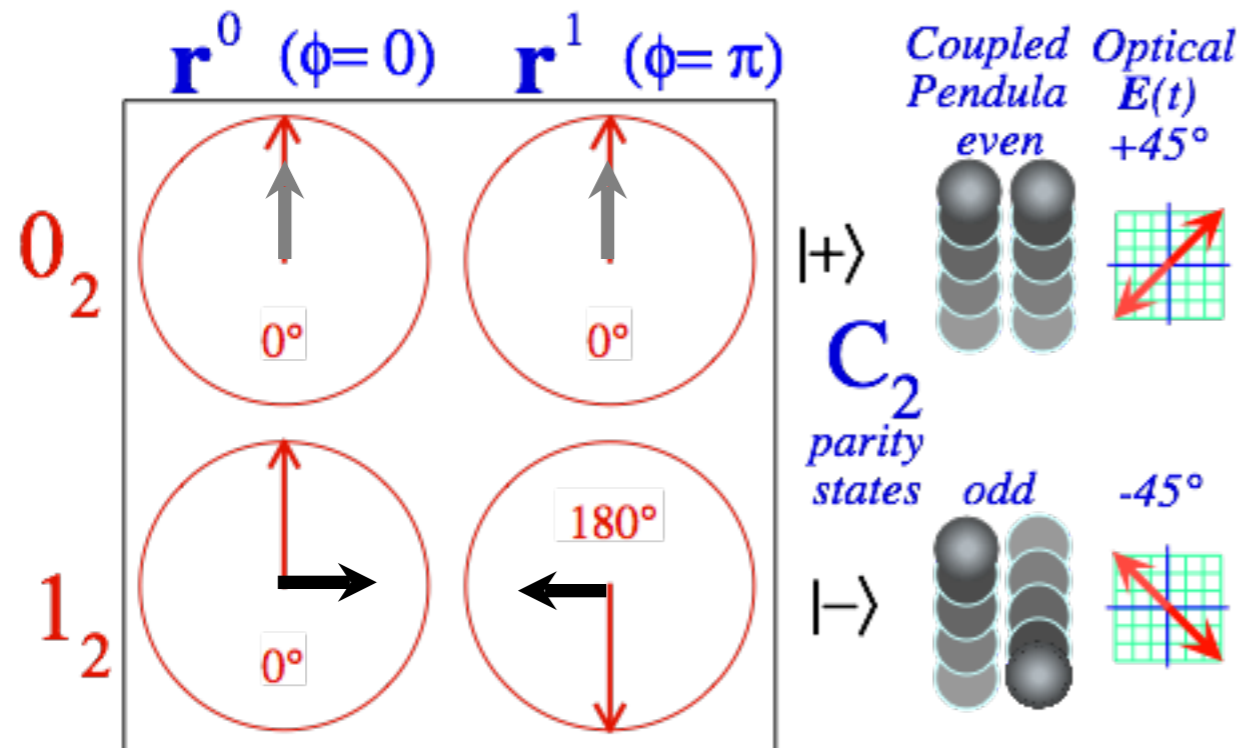 r⁰ (ϕ= 0) r¹ (ϕ= π)
Coupled Pendula even
Optical E(t) +45°
0₂ 0° 0° |+⟩
C₂
parity states
odd -45°
1₂ 0° 180° |−⟩